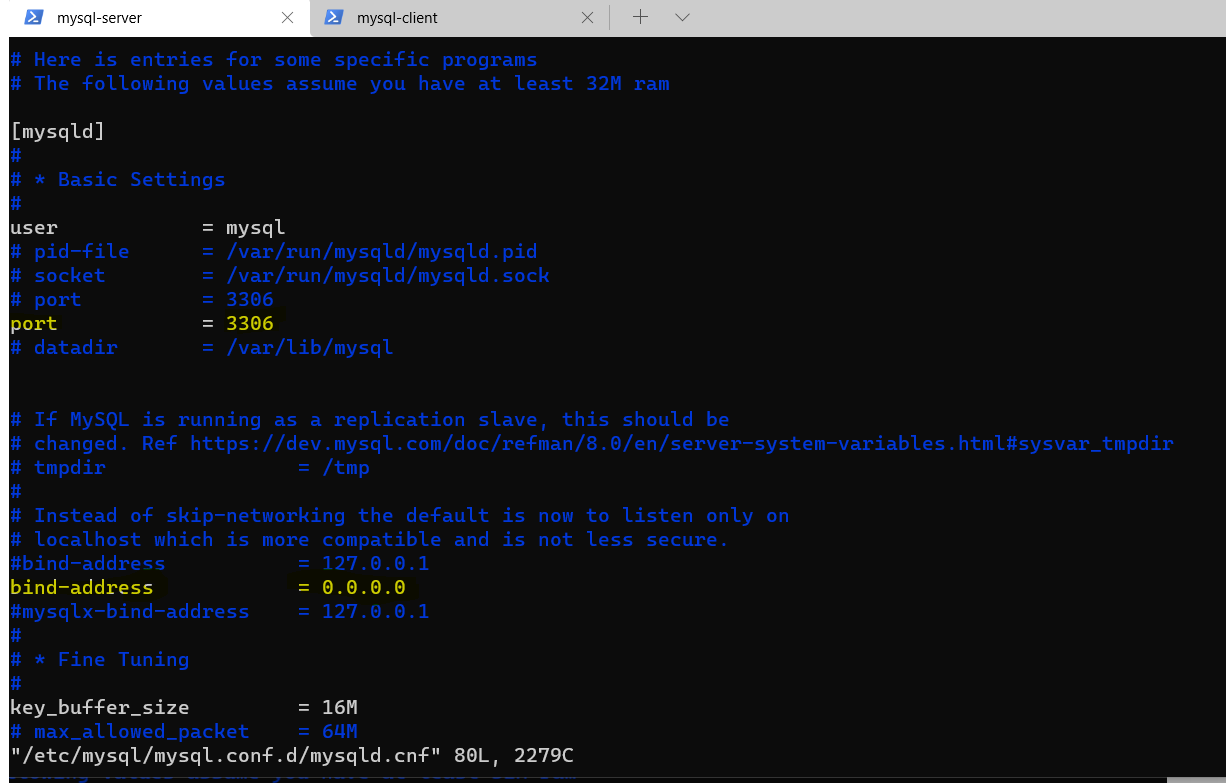 mysql-server mysql-client
# Here is entries for some specific programs
# The following values assume you have at least 32M ram
[mysqld]
#
# * Basic Settings
#
user            = mysql
# pid-file      = /var/run/mysqld/mysqld.pid
# socket        = /var/run/mysqld/mysqld.sock
# port          = 3306
port            = 3306
# datadir       = /var/lib/mysql
# If MySQL is running as a replication slave, this should be
# changed. Ref https://dev.mysql.com/doc/refman/8.0/en/server-system-variables.html#sysvar_tmpdir
# tmpdir                = /tmp
#
# Instead of skip-networking the default is now to listen only on
# localhost which is more compatible and is not less secure.
#bind-address           = 127.0.0.1
bind-address            = 0.0.0.0
#mysqlx-bind-address    = 127.0.0.1
#
# * Fine Tuning
#
key_buffer_size         = 16M
# max_allowed_packet    = 64M
"/etc/mysql/mysql.conf.d/mysqld.cnf" 80L, 2279C